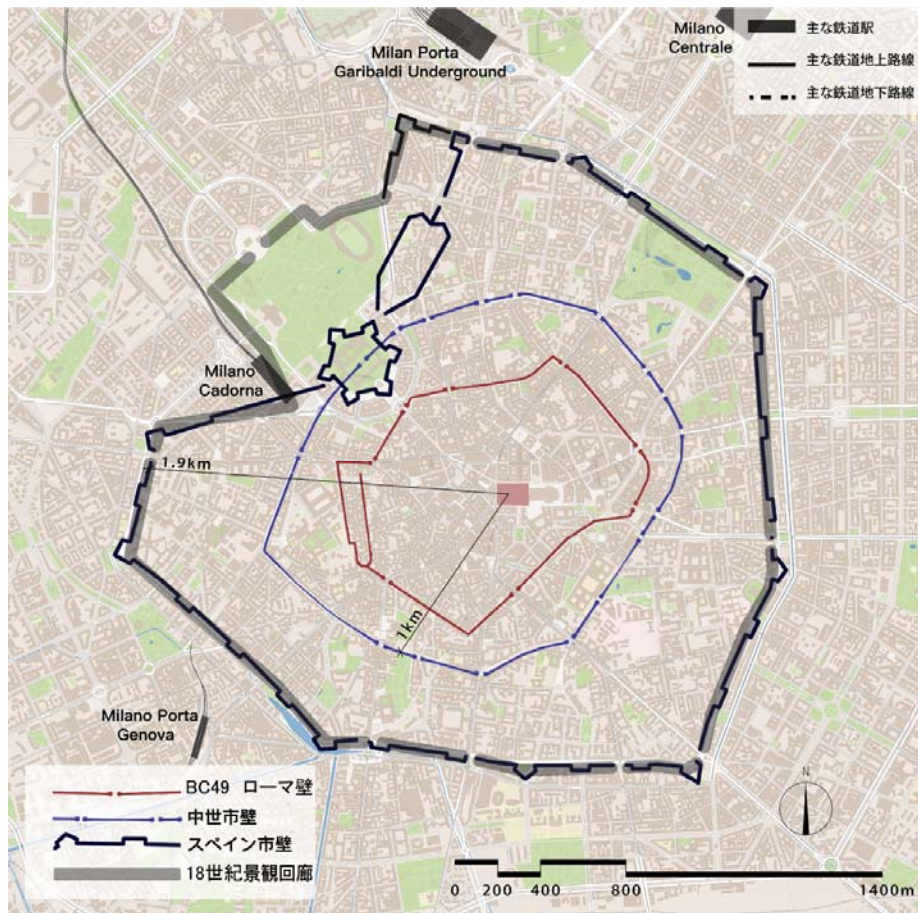 Milan Porta
Garibaldi Underground
Milano
Centrale
主な鉄道駅
主な鉄道地上路線
主な鉄道地下路線
Milano
Cadorna
1.9km
1km
Milano Porta
Genova
BC49 ローマ壁
中世市壁
スペイン市壁
18世紀景観回廊
N
0 200 400 800 1400m